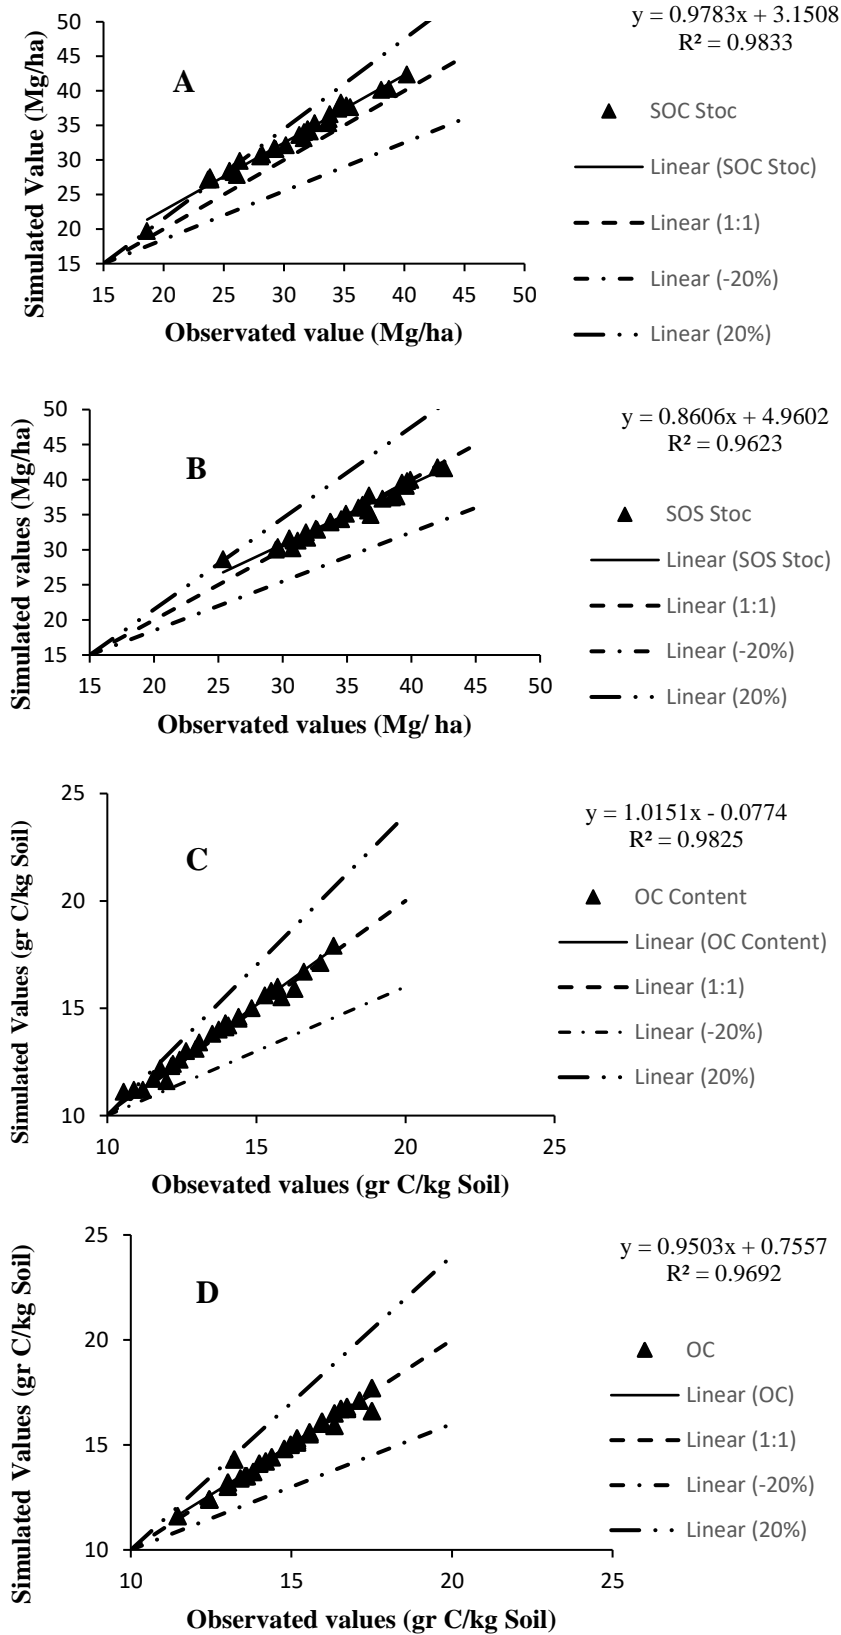 y = 0.9783x + 3.1508
R² = 0.9833
50
45
40
35
30
25
20
15
15 20 25 30 35 40 45 50
Simulated Value (Mg/ha)
Observated value (Mg/ha)
A
SOC Stoc
Linear (SOC Stoc)
Linear (1:1)
Linear (-20%)
Linear (20%)
y = 0.8606x + 4.9602
R² = 0.9623
50
45
40
35
30
25
20
15
15 20 25 30 35 40 45 50
Simulated values (Mg/ha)
Observated values (Mg/ ha)
B
SOS Stoc
Linear (SOS Stoc)
Linear (1:1)
Linear (-20%)
Linear (20%)
y = 1.0151x - 0.0774
R² = 0.9825
25
20
15
10
10 15 20 25
Simulated Values (gr C/kg Soil)
Obsevated values (gr C/kg Soil)
C
OC Content
Linear (OC Content)
Linear (1:1)
Linear (-20%)
Linear (20%)
y = 0.9503x + 0.7557
R² = 0.9692
25
20
15
10
10 15 20 25
Simulated Values (gr C/kg Soil)
Observated values (gr C/kg Soil)
D
OC
Linear (OC)
Linear (1:1)
Linear (-20%)
Linear (20%)